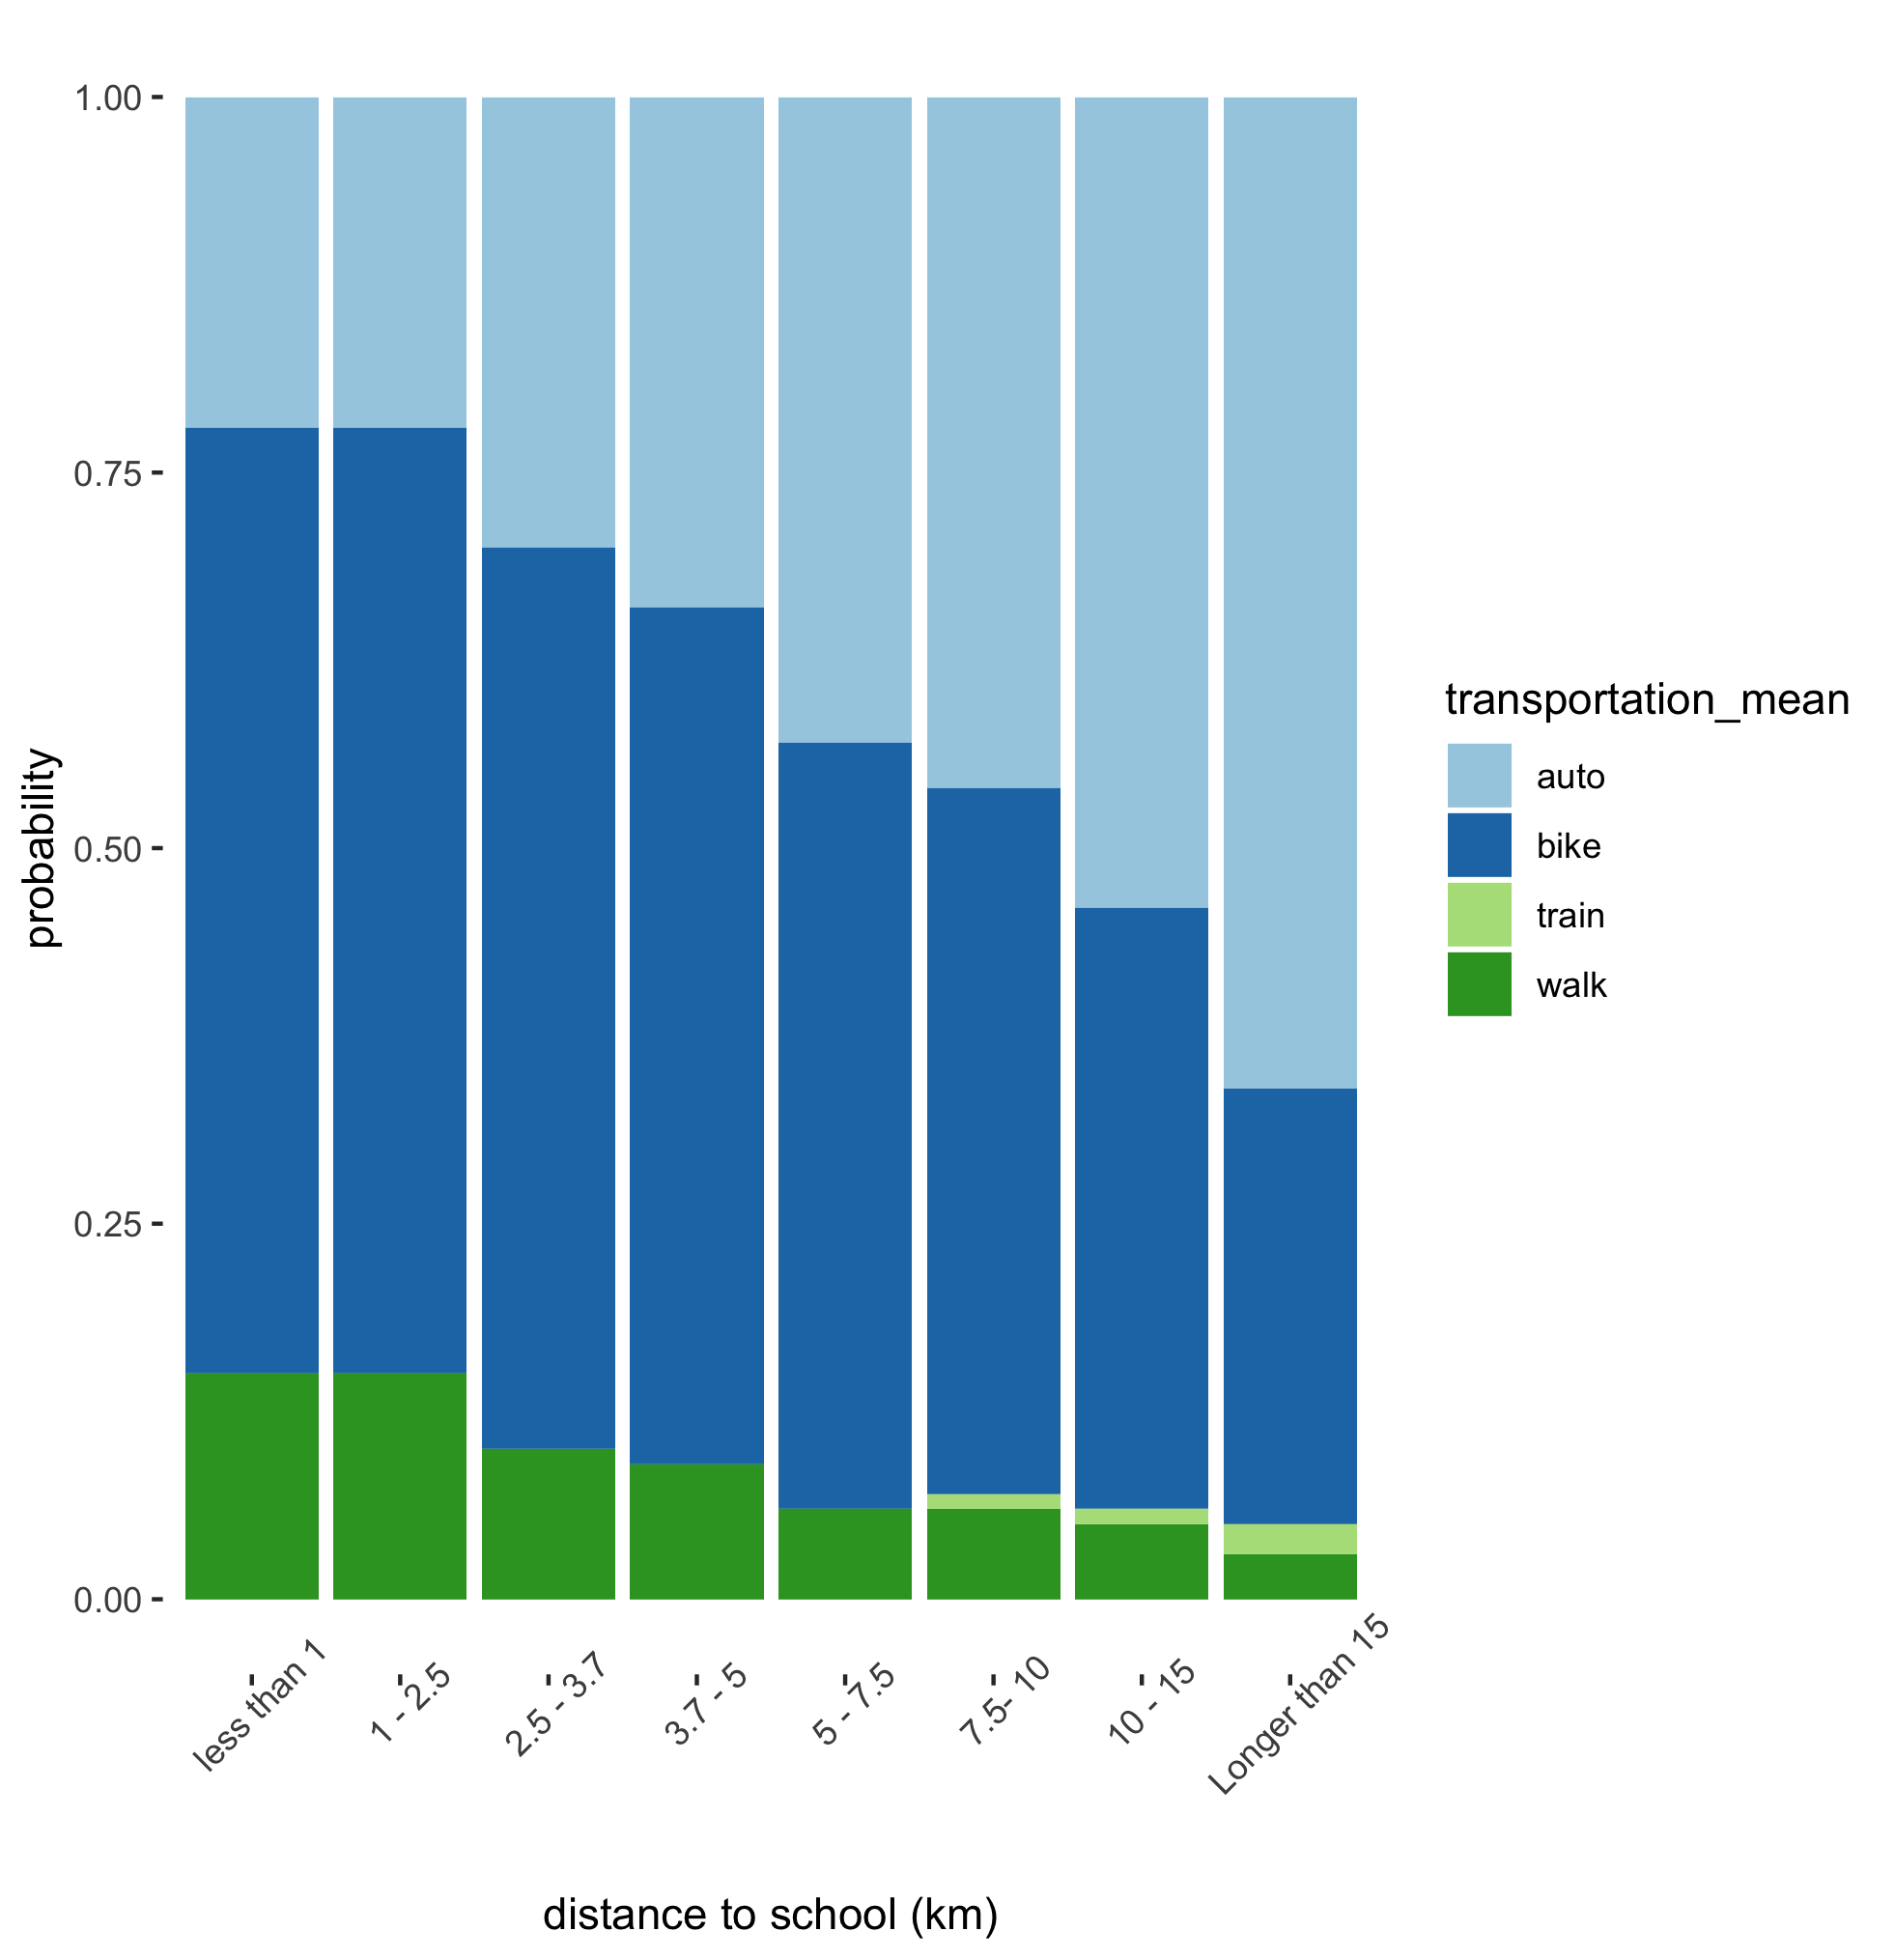 1.00
0.75
0.50
0.25
0.00
probability
less than 1
1 - 2.5
2.5 - 3.7
3.7 - 5
5 - 7.5
7.5- 10
10 - 15
Longer than 15
distance to school (km)
transportation_mean
auto
bike
train
walk